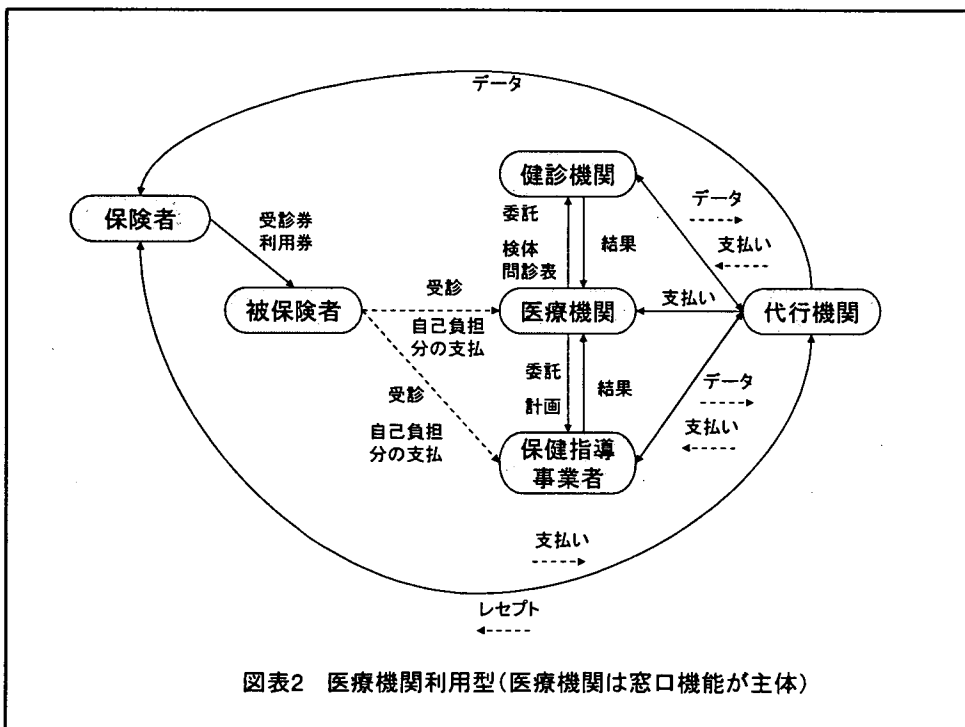 データ
健診機関
保険者
受診券
利用券
委託
検体
問診表
結果
データ
支払い
被保険者
受診
自己負担
分の支払
医療機関
支払い
代行機関
受診
自己負担
分の支払
委託
計画
結果
データ
支払い
保健指導
事業者
支払い
レセプト
図表2 医療機関利用型(医療機関は窓口機能が主体)